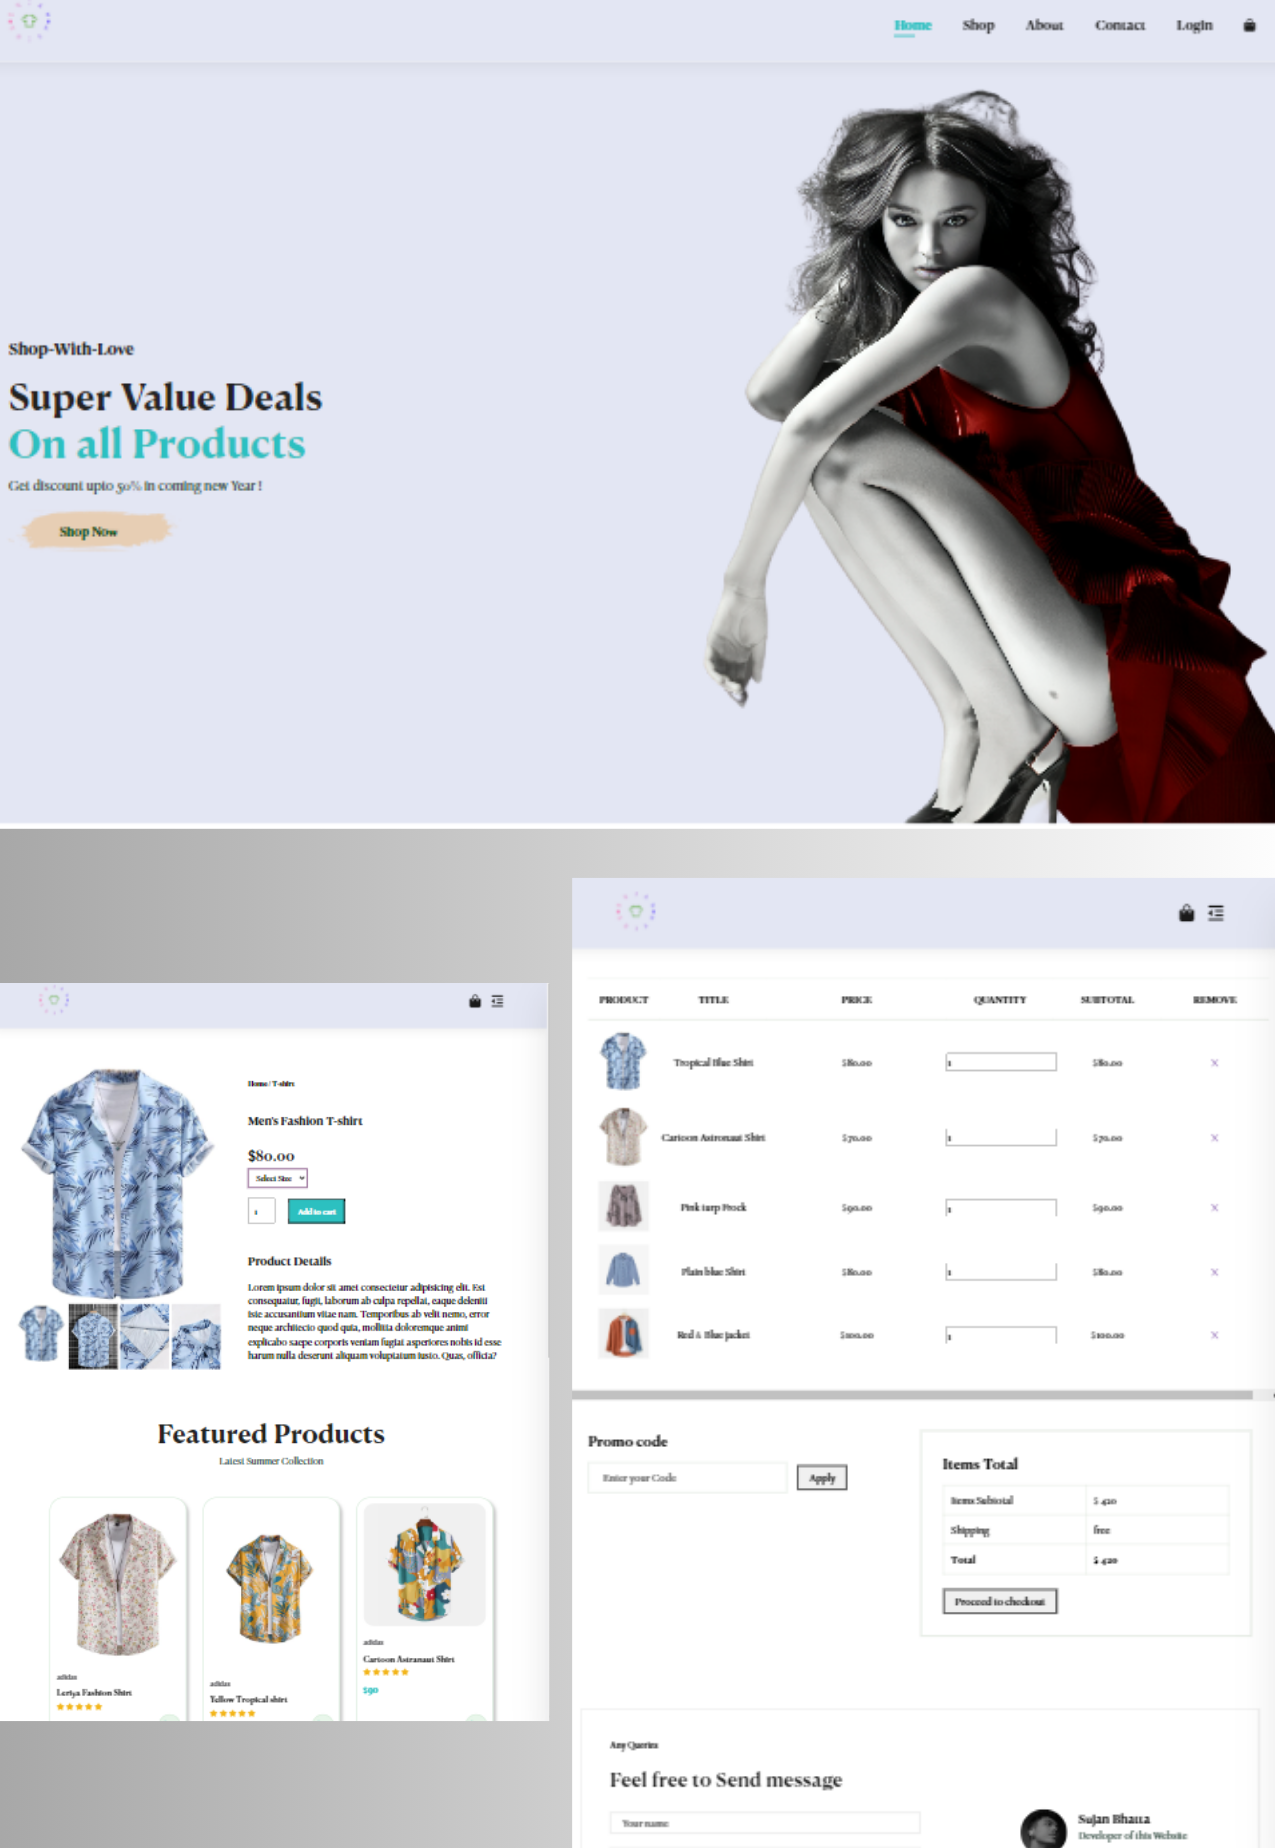 Home Shop About Contact Login
Shop-With-Love
Super Value Deals
On all Products
Get discount upto 50% in coming new Year !
Shop Now
Home / T-shirt
Men's Fashion T-shirt
$80.00
Select Size
1 Add to cart
Product Details
Lorem ipsum dolor sit amet consectetur adipisicing elit. Est
consequatur, fugit, laborum ab culpa repellat, eaque deleniti
iste accusantium vitae nam. Temporibus ab velit nemo, error
neque architecto quod quia, mollitia doloremque animi
explicabo saepe corporis veniam fugiat asperiores nobis id esse
harum nulla deserunt aliquam voluptatum iusto. Quas, officia?
Featured Products
Latest Summer Collection
adidas
Leriya Fashion Shirt
adidas
Yellow Tropical shirt
adidas
Cartoon Astranaut Shirt
$90
PRODUCT TITLE PRICE QUANTITY SUBTOTAL REMOVE
Tropical Blue Shirt $80.00 1 $80.00 X
Cartoon Astronaut Shirt $70.00 1 $70.00 X
Pink turp Frock $90.00 1 $90.00 X
Plain blue Shirt $80.00 1 $80.00 X
Red & Blue jacket $100.00 1 $100.00 X
Promo code
Enter your Code Apply
Items Total
Items Subtotal $ 420
Shipping free
Total $ 420
Proceed to checkout
Any Queries
Feel free to Send message
Your name
Sujan Bhatta
Developer of this Website